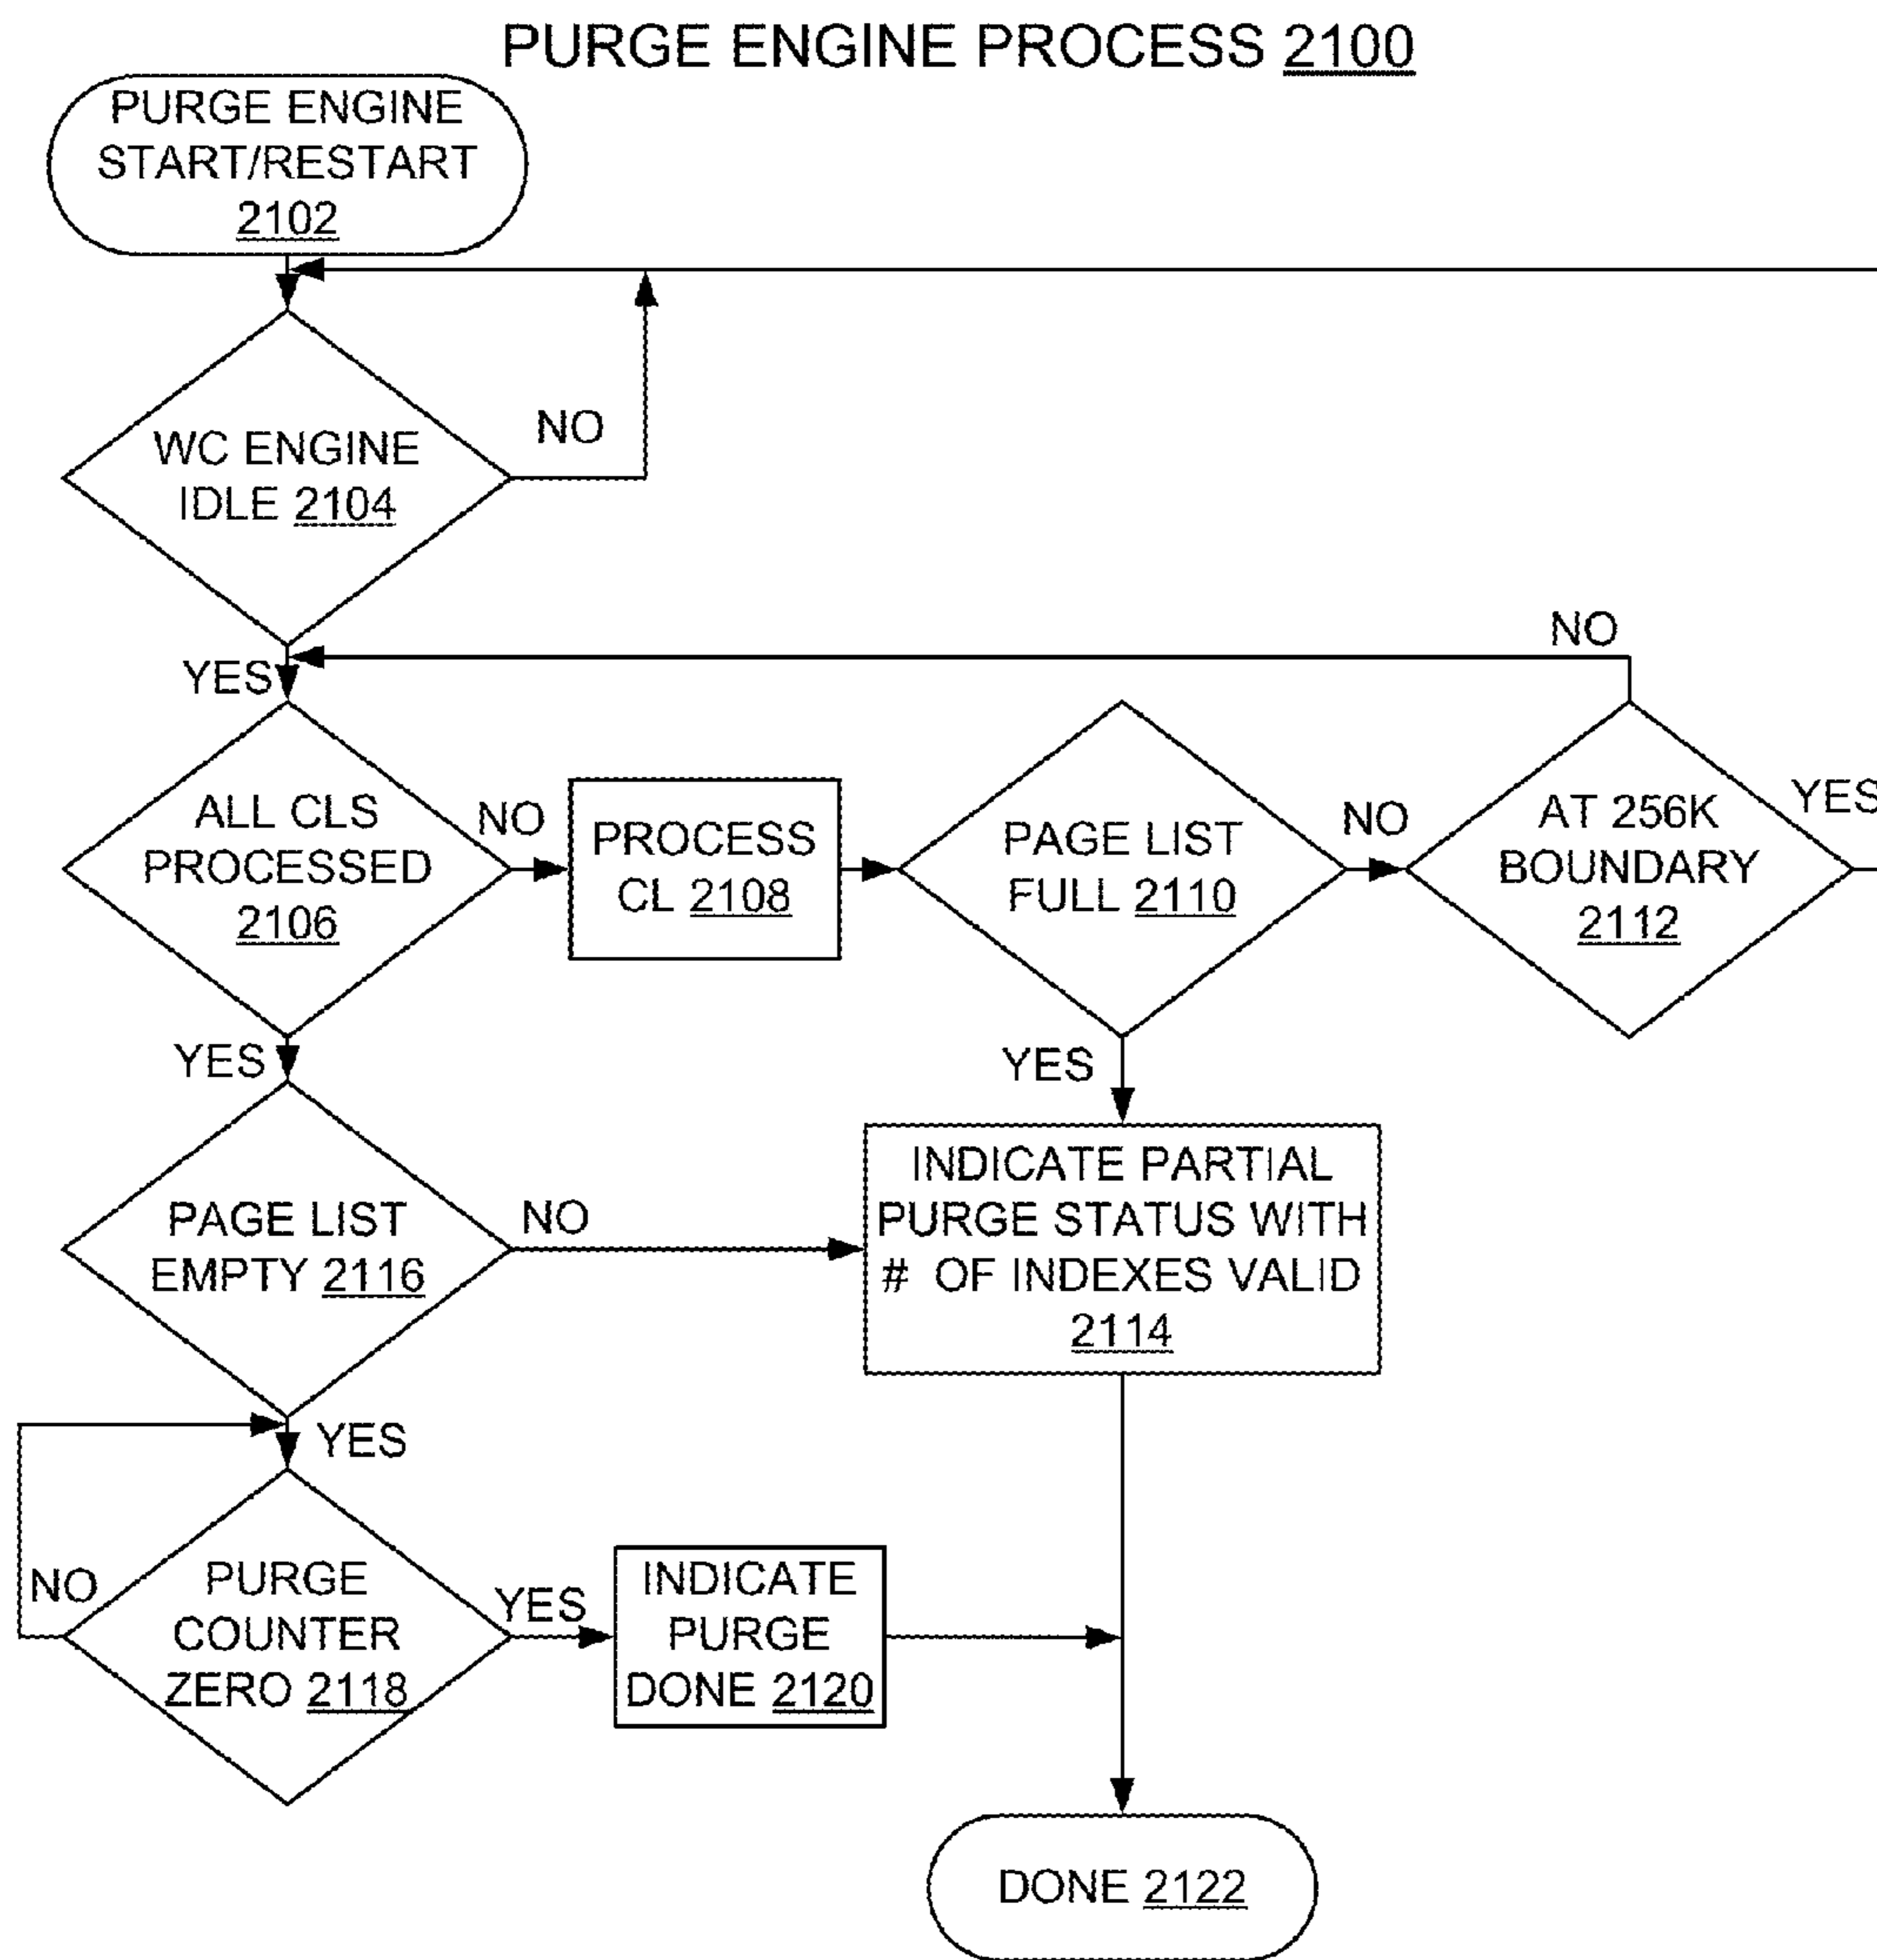 PURGE ENGINE PROCESS 2100
PURGE ENGINE
START/RESTART
2102
NO
WC ENGINE
IDLE 2104
NO
YES
ALL CLS
PROCESSED
2106
NO
PROCESS
CL 2108
PAGE LIST
FULL 2110
NO
AT 256K
BOUNDARY
2112
YES
YES
YES
PAGE LIST
EMPTY 2116
NO
INDICATE PARTIAL
PURGE STATUS WITH
# OF INDEXES VALID
2114
YES
NO
PURGE
COUNTER
ZERO 2118
YES
INDICATE
PURGE
DONE 2120
DONE 2122